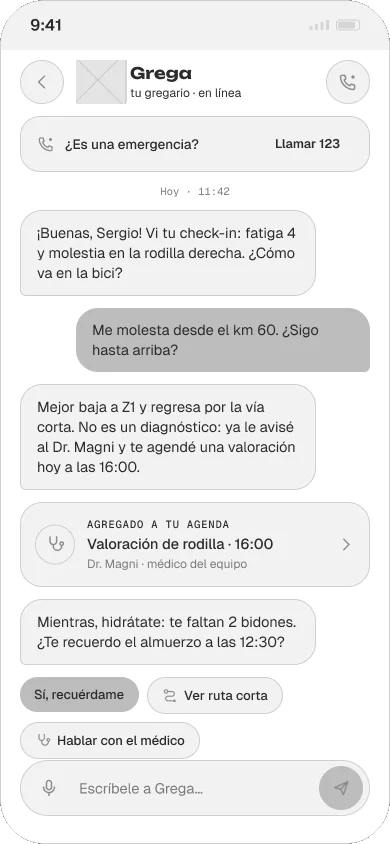 9:41
Grega
tu gregario · en línea
¿Es una emergencia?
Llamar 123
Hoy · 11:42
¡Buenas, Sergio! Vi tu check-in: fatiga 4
y molestia en la rodilla derecha. ¿Cómo
va en la bici?
Me molesta desde el km 60. ¿Sigo
hasta arriba?
Mejor baja a Z1 y regresa por la vía
corta. No es un diagnóstico: ya le avisé
al Dr. Magni y te agendé una valoración
hoy a las 16:00.
AGREGADO A TU AGENDA
Valoración de rodilla · 16:00
Dr. Magni · médico del equipo
Mientras, hidrátate: te faltan 2 bidones.
¿Te recuerdo el almuerzo a las 12:30?
Sí, recuérdame
Ver ruta corta
Hablar con el médico
Escríbele a Grega...